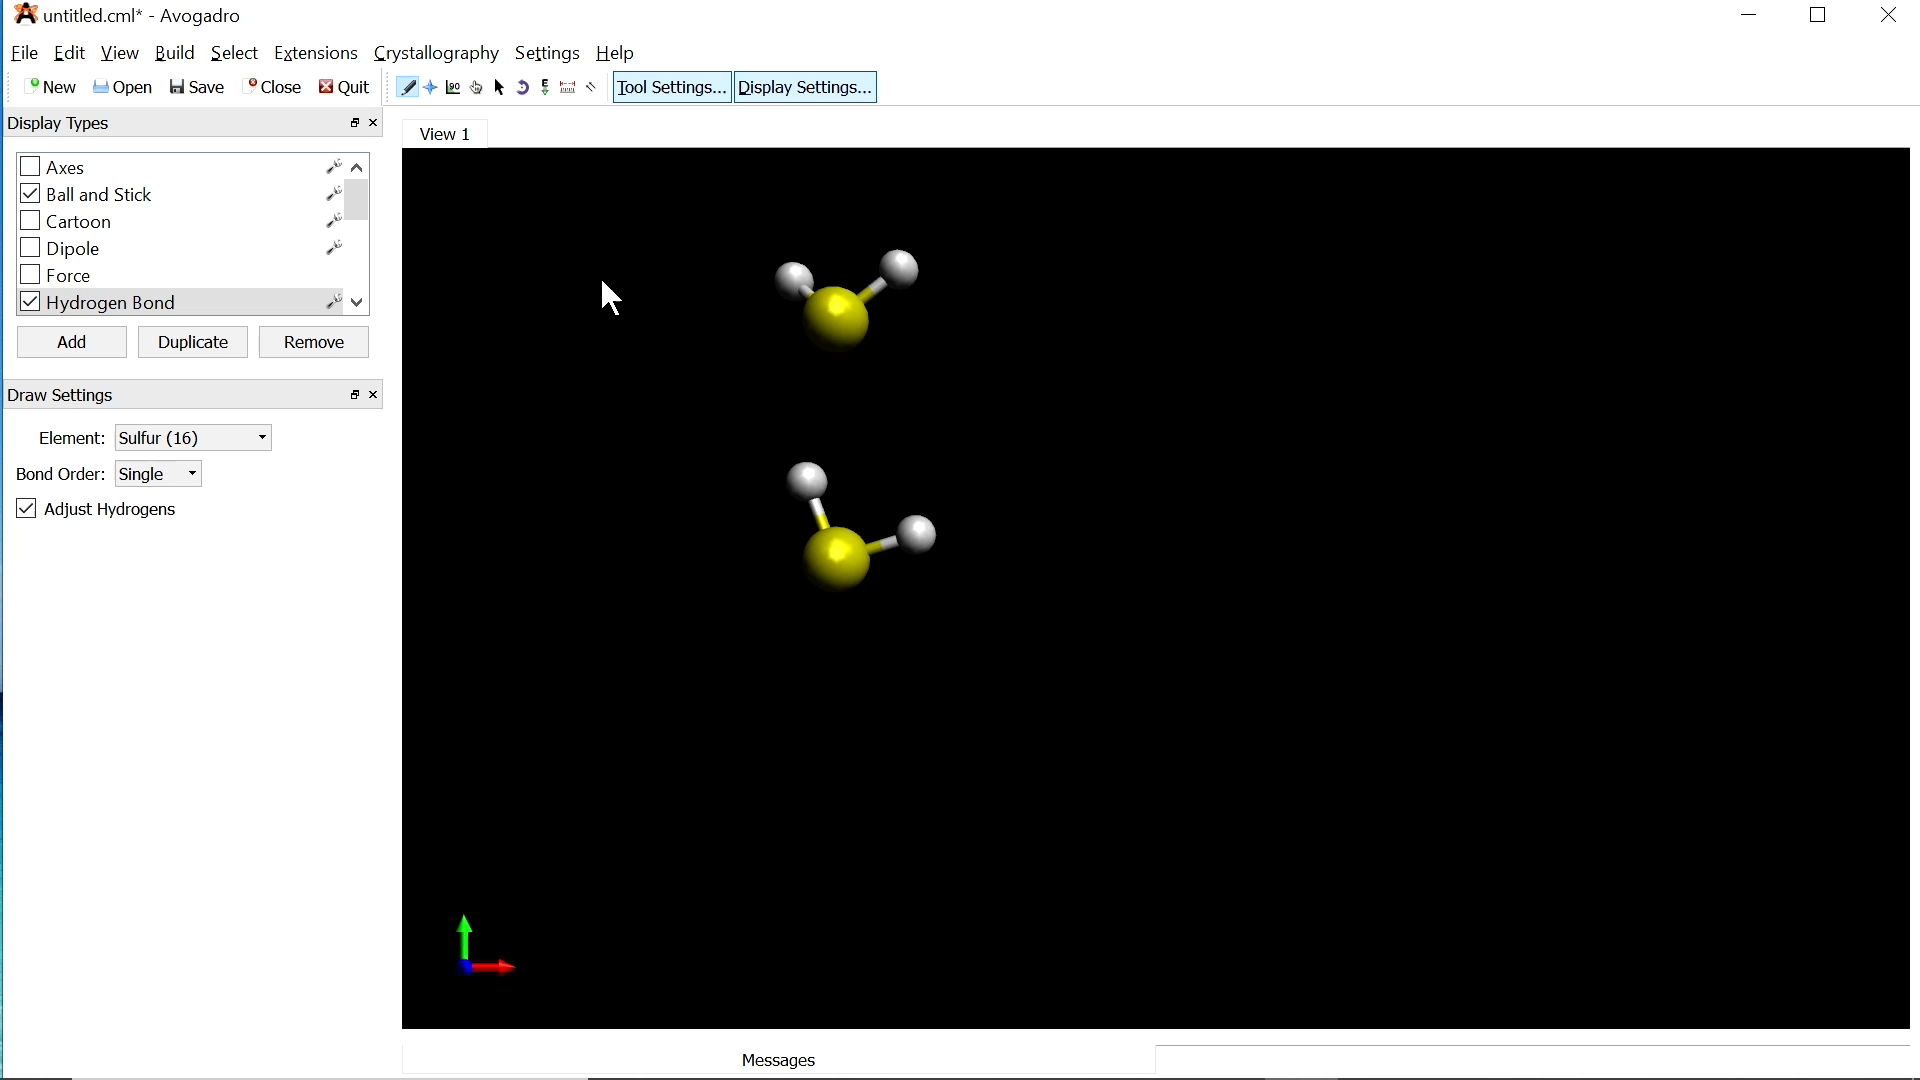 untitled.cml* - Avogadro
File Edit View Build Select Extensions Crystallography Settings Help
New Open Save Close Quit Tool Settings... Display Settings...
Display Types
View 1
Axes
Ball and Stick
Cartoon
Dipole
Force
Hydrogen Bond
Add Duplicate Remove
Draw Settings
Element: Sulfur (16)
Bond Order: Single
Adjust Hydrogens
Messages